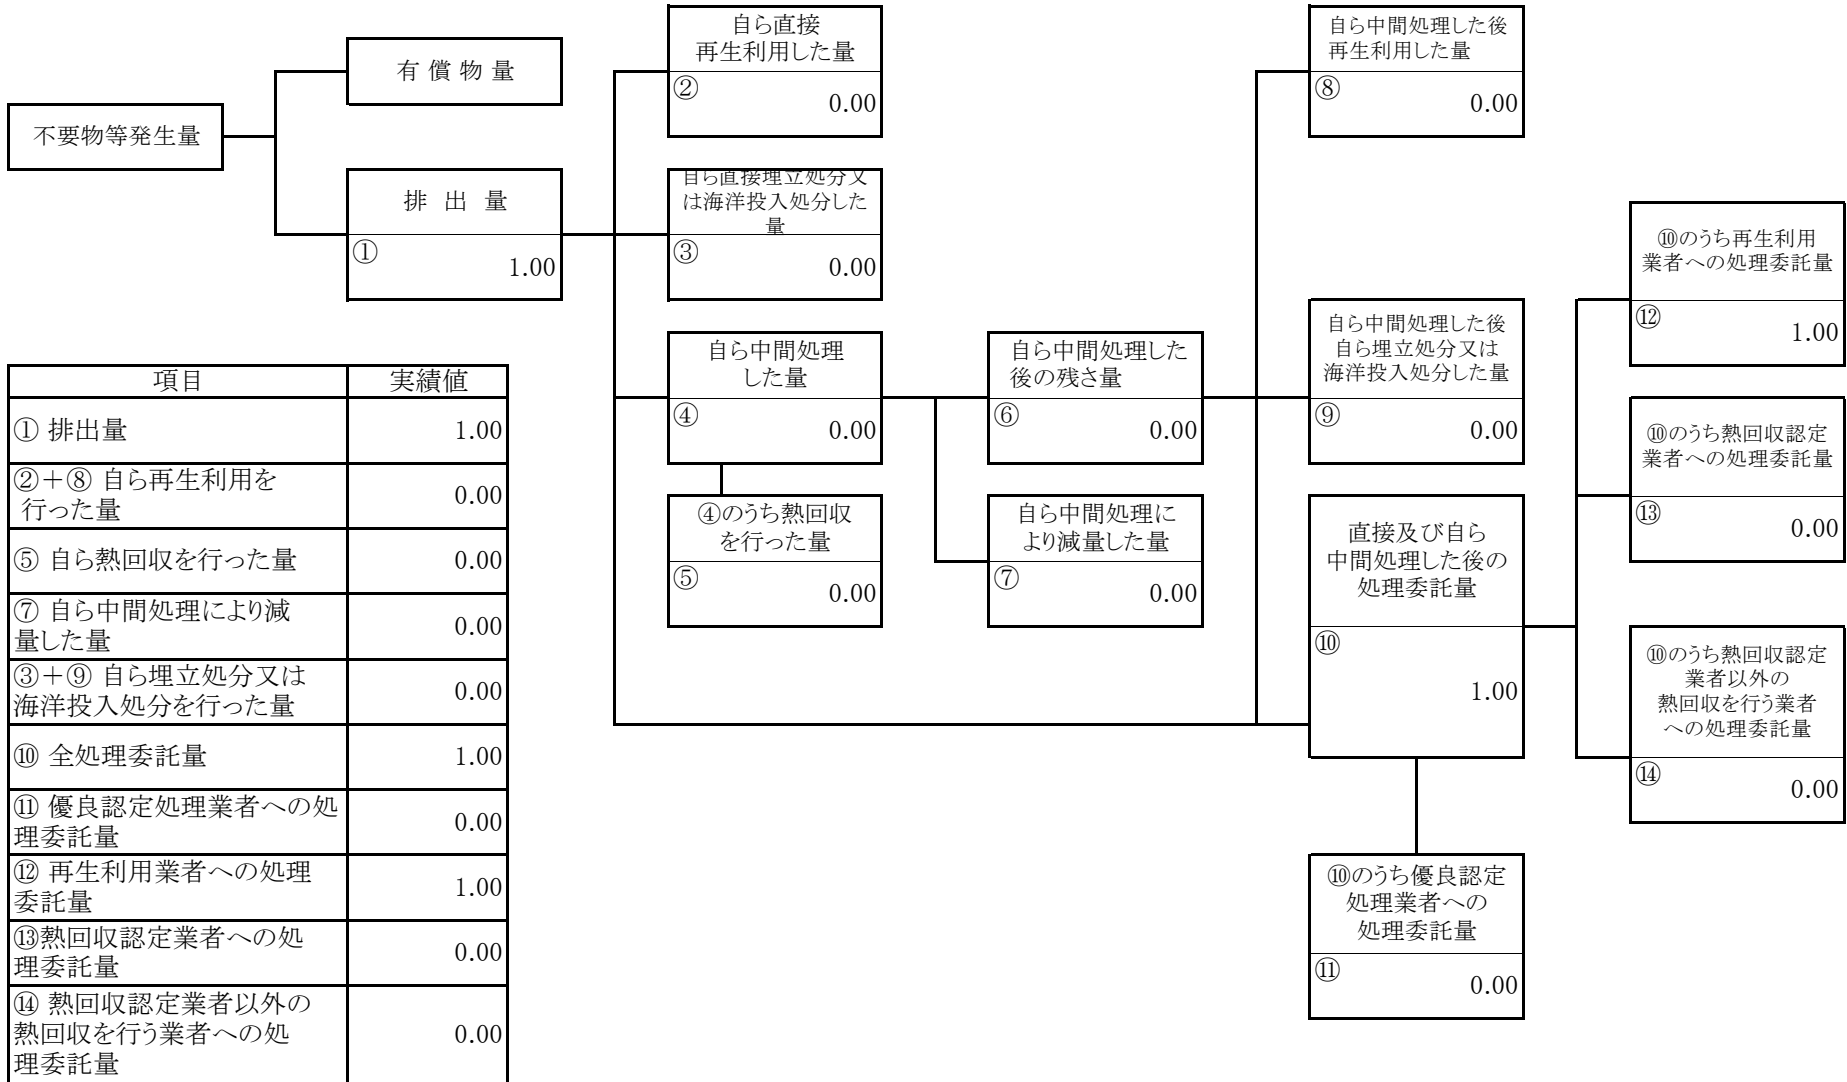 不要物等発生量
有 償 物 量
排 出 量
①
1.00
自ら直接
再生利用した量
②
0.00
自ら直接埋立処分又
は海洋投入処分した
量
③
0.00
自ら中間処理
した量
④
0.00
④のうち熱回収
を行った量
⑤
0.00
自ら中間処理した
後の残さ量
⑥
0.00
自ら中間処理に
より減量した量
⑦
0.00
自ら中間処理した後
再生利用した量
⑧
0.00
自ら中間処理した後
自ら埋立処分又は
海洋投入処分した量
⑨
0.00
直接及び自ら
中間処理した後の
処理委託量
⑩
1.00
⑩のうち優良認定
処理業者への
処理委託量
⑪
0.00
⑩のうち再生利用
業者への処理委託量
⑫
1.00
⑩のうち熱回収認定
業者への処理委託量
⑬
0.00
⑩のうち熱回収認定
業者以外の
熱回収を行う業者
への処理委託量
⑭
0.00
項目 実績値
① 排出量 1.00
②＋⑧ 自ら再生利用を
行った量 0.00
⑤ 自ら熱回収を行った量 0.00
⑦ 自ら中間処理により減
量した量 0.00
③＋⑨ 自ら埋立処分又は
海洋投入処分を行った量 0.00
⑩ 全処理委託量 1.00
⑪ 優良認定処理業者への処
理委託量 0.00
⑫ 再生利用業者への処理
委託量 1.00
⑬熱回収認定業者への処
理委託量 0.00
⑭ 熱回収認定業者以外の
熱回収を行う業者への処
理委託量 0.00